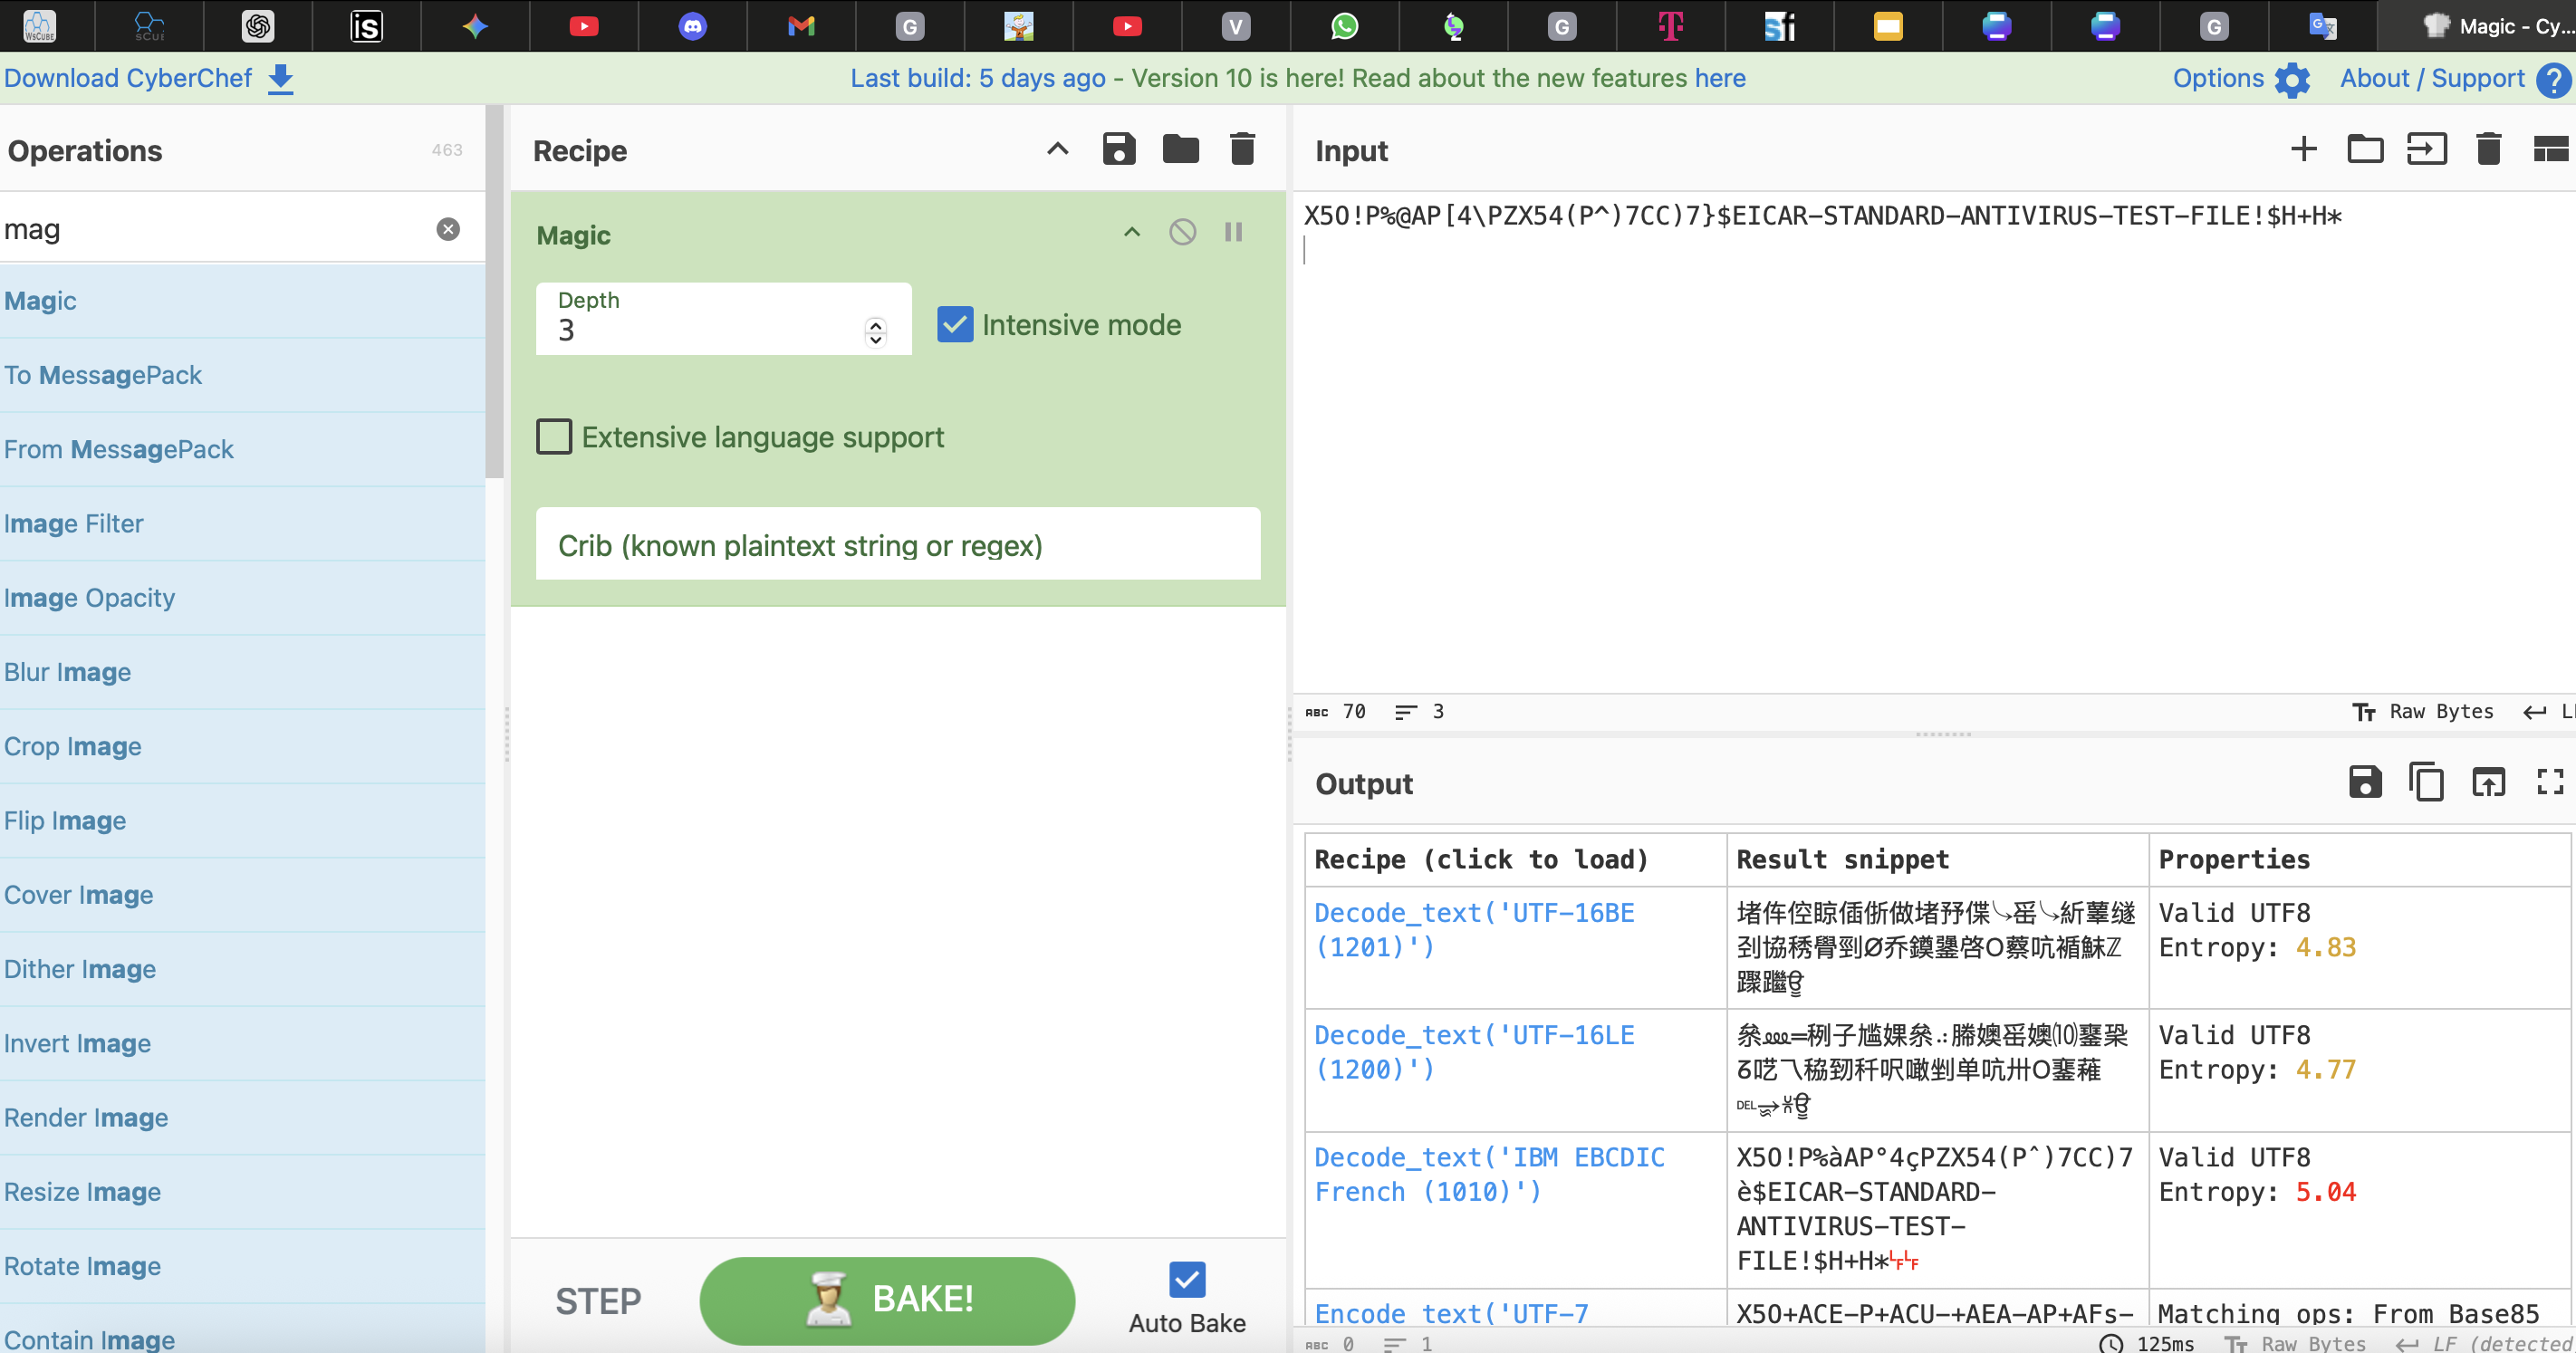 Magic - Cy...
Download CyberChef
Last build: 5 days ago - Version 10 is here! Read about the new features here
Options
About / Support
Operations
463
Recipe
Input
mag
Magic
To MessagePack
From MessagePack
Image Filter
Image Opacity
Blur Image
Crop Image
Flip Image
Cover Image
Dither Image
Invert Image
Render Image
Resize Image
Rotate Image
Contain Image
Magic
Depth
3
Intensive mode
Extensive language support
Crib (known plaintext string or regex)
STEP
BAKE!
Auto Bake
X5O!P%@AP[4\PZX54(P^)7CC)7}$EICAR-STANDARD-ANTIVIRUS-TEST-FILE!$H+H*
70
3
Raw Bytes
Output
Recipe (click to load)
Result snippet
Properties
Decode_text('UTF-16BE
(1201)')
Valid UTF8
Entropy: 4.83
Decode_text('UTF-16LE
(1200)')
Valid UTF8
Entropy: 4.77
Decode_text('IBM EBCDIC
French (1010)')
X5O!P%àAP°4çPZX54(P^)7CC)7
è$EICAR-STANDARD-
ANTIVIRUS-TEST-
FILE!$H+H*
Valid UTF8
Entropy: 5.04
Encode_text('UTF-7
X5O+ACE-P+ACU-+AEA-AP+AFs-
Matching ops: From Base85
0
1
125ms
Raw Bytes
LF (detected